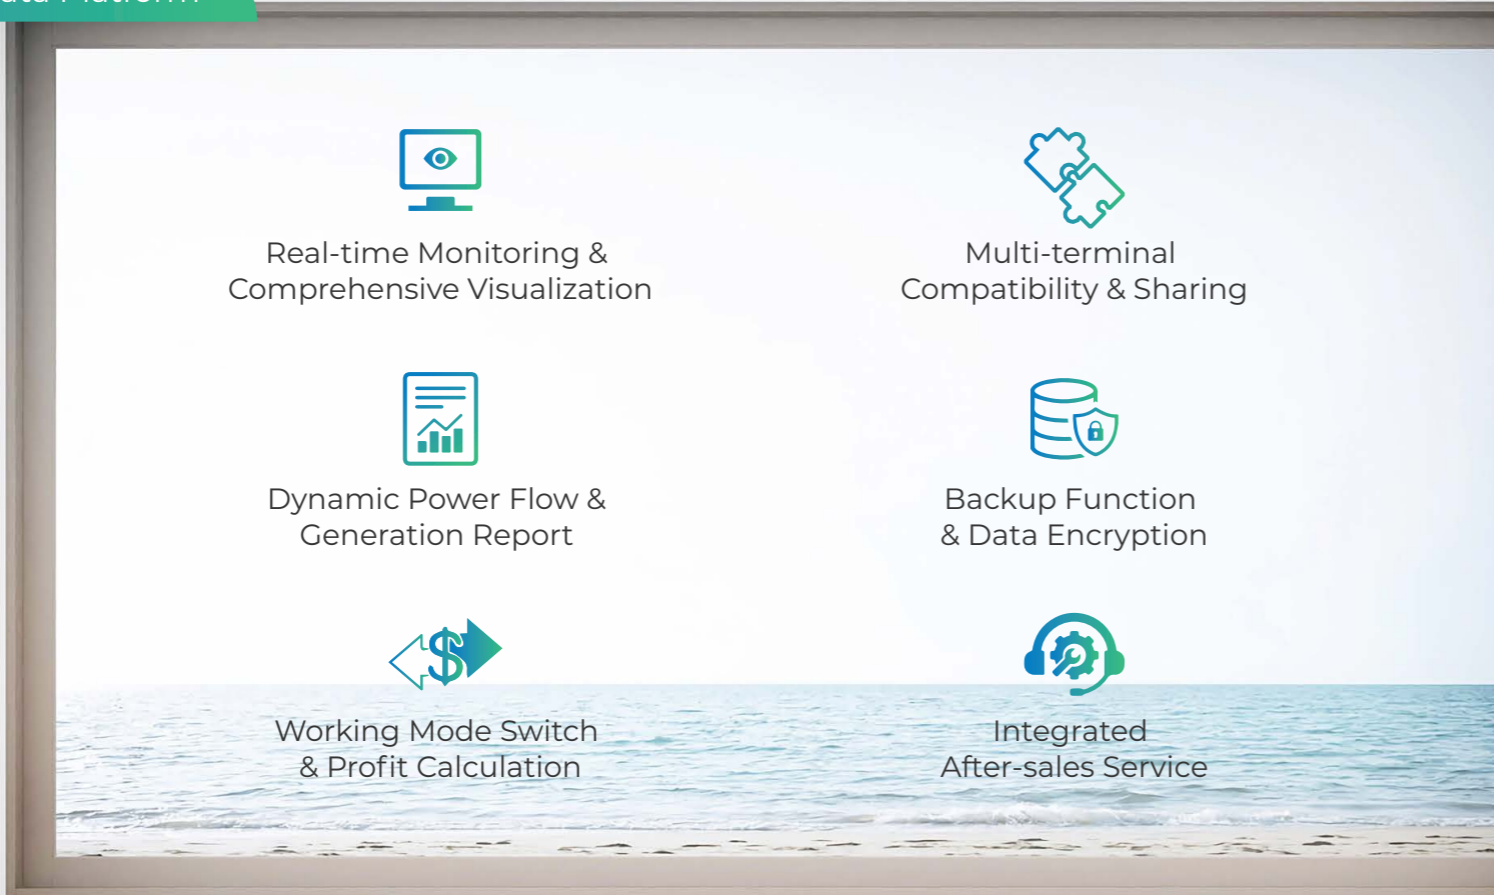 Real-time Monitoring &
Comprehensive Visualization
Multi-terminal
Compatibility & Sharing
Dynamic Power Flow &
Generation Report
Backup Function
& Data Encryption
Working Mode Switch
& Profit Calculation
Integrated
After-sales Service